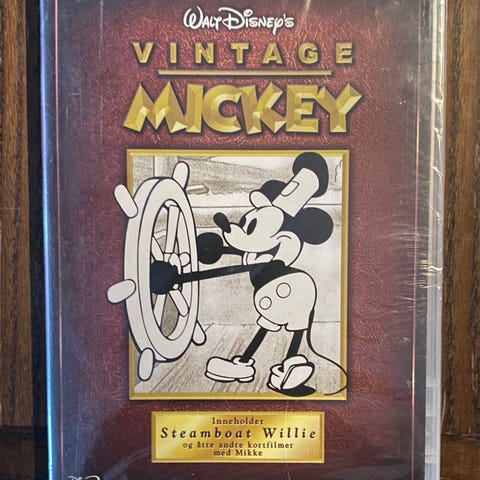 Walt Disney's
VINTAGE
MICKEY
Inneholder
Steamboat Willie
og åtte andre kortfilmer
med Mikke